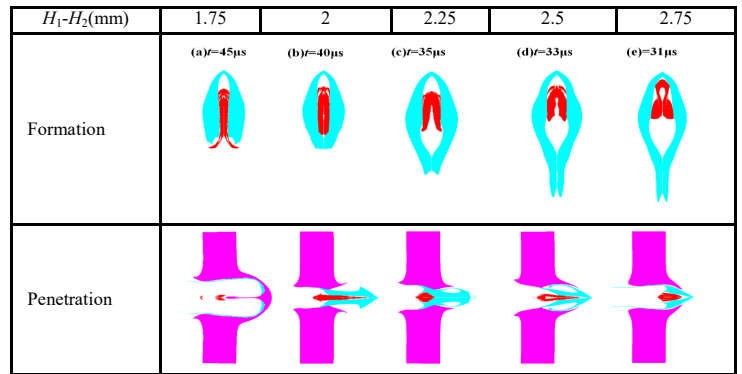 H₁-H₂(mm) 1.75 2 2.25 2.5 2.75
(a)t=45μs (b)t=40μs (c)t=35μs (d)t=33μs (e)=31μs
Formation
Penetration